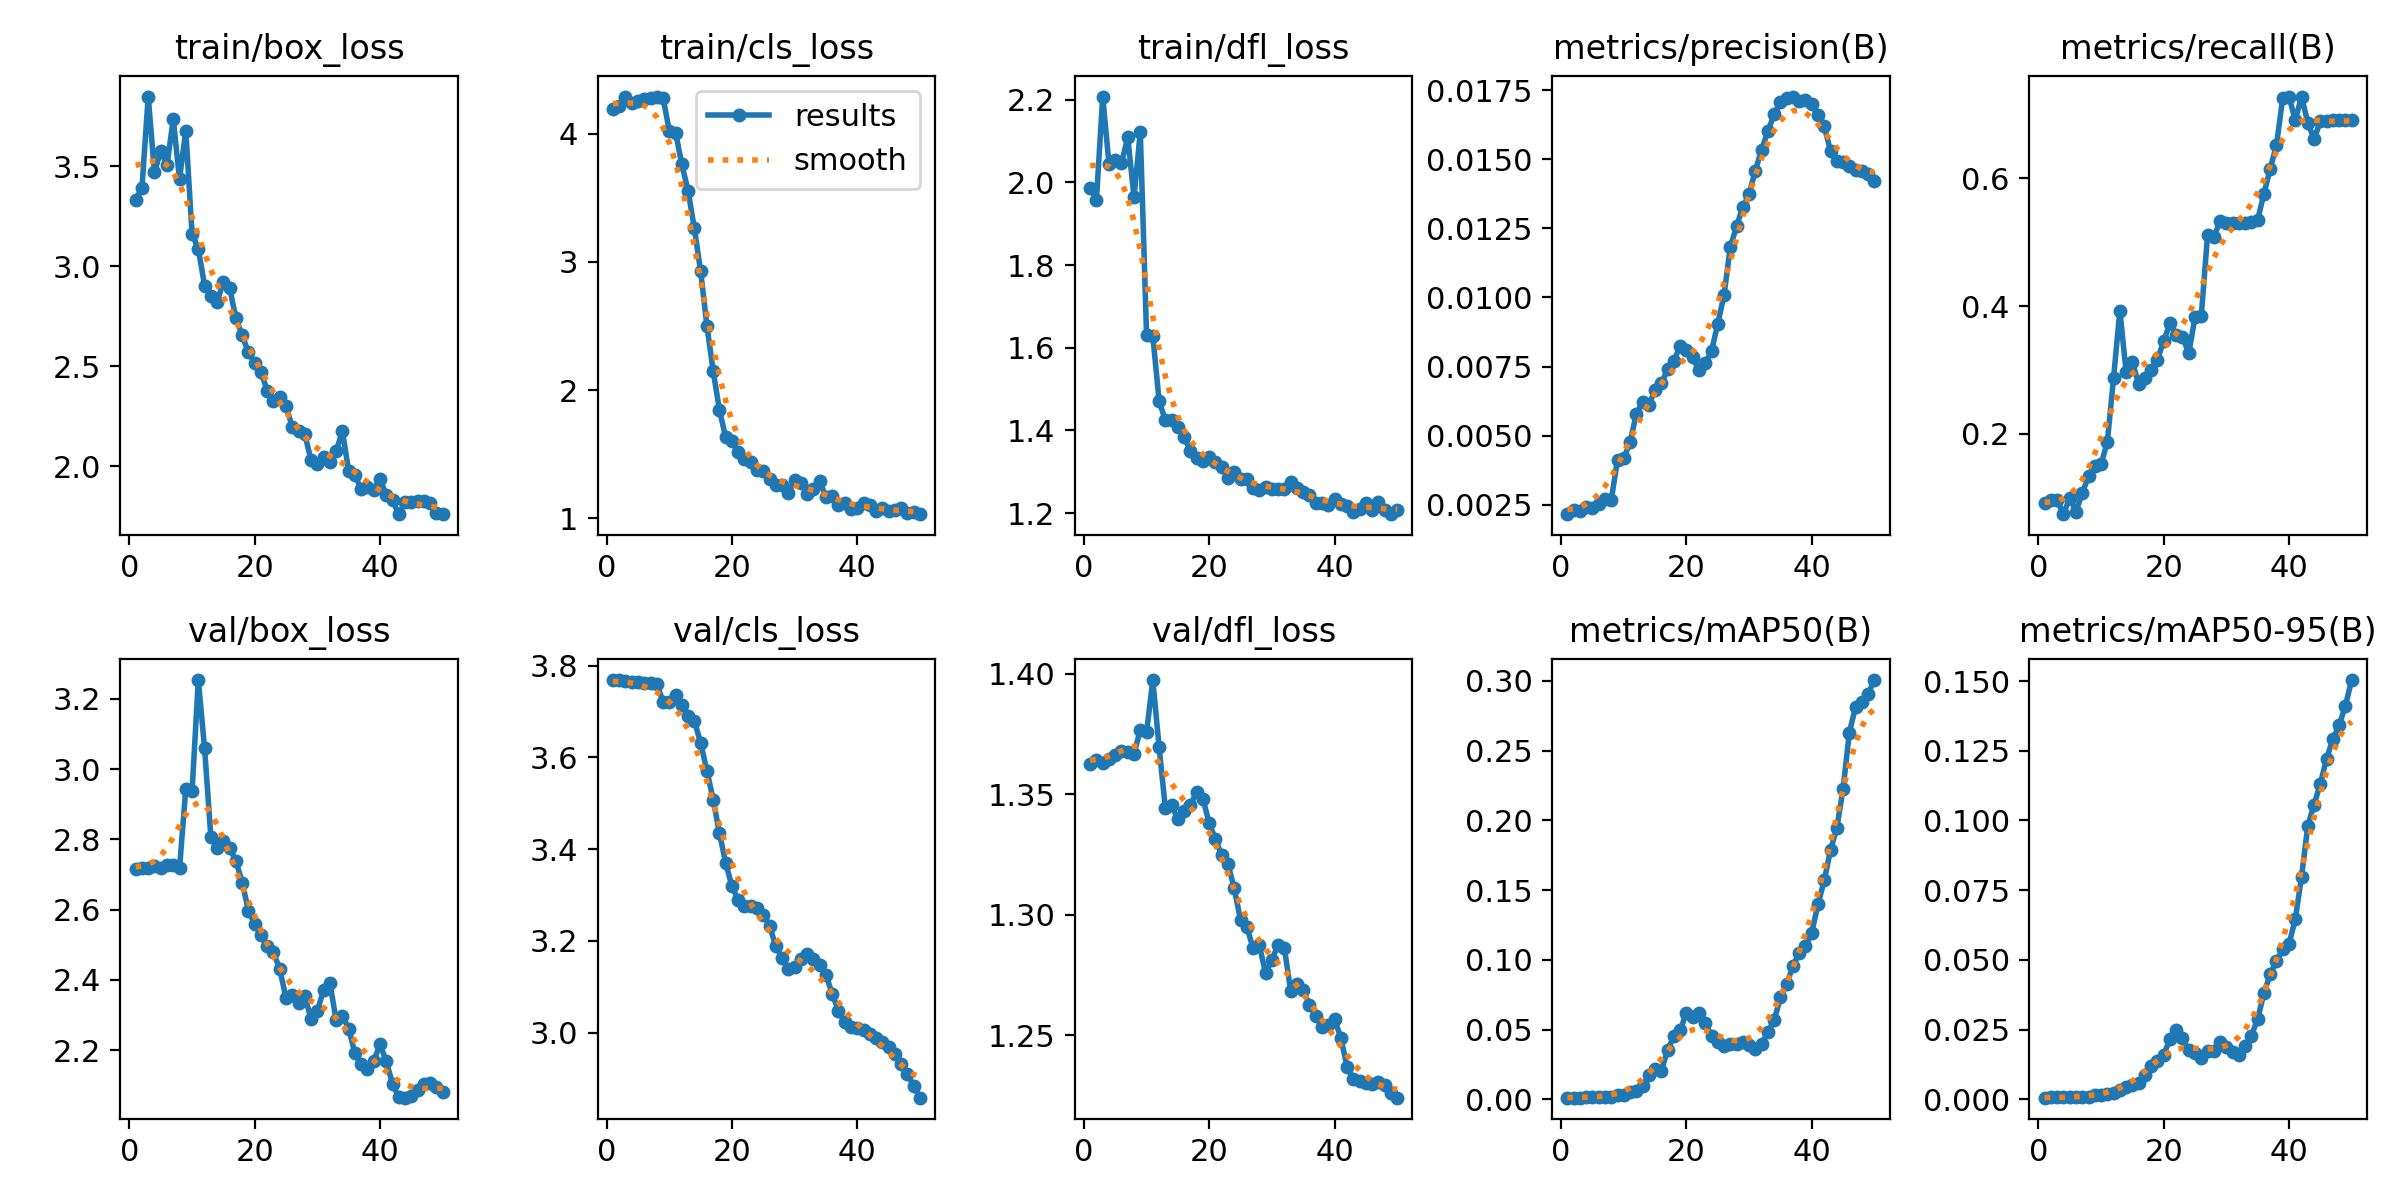 train/box_loss
3.5
3.0
2.5
2.0
0 20 40
train/cls_loss
results
smooth
4
3
2
1
0 20 40
train/dfl_loss
2.2
2.0
1.8
1.6
1.4
1.2
0 20 40
metrics/precision(B)
0.0175
0.0150
0.0125
0.0100
0.0075
0.0050
0.0025
0 20 40
metrics/recall(B)
0.6
0.4
0.2
0 20 40
val/box_loss
3.2
3.0
2.8
2.6
2.4
2.2
0 20 40
val/cls_loss
3.8
3.6
3.4
3.2
3.0
0 20 40
val/dfl_loss
1.40
1.35
1.30
1.25
0 20 40
metrics/mAP50(B)
0.30
0.25
0.20
0.15
0.10
0.05
0.00
0 20 40
metrics/mAP50-95(B)
0.150
0.125
0.100
0.075
0.050
0.025
0.000
0 20 40